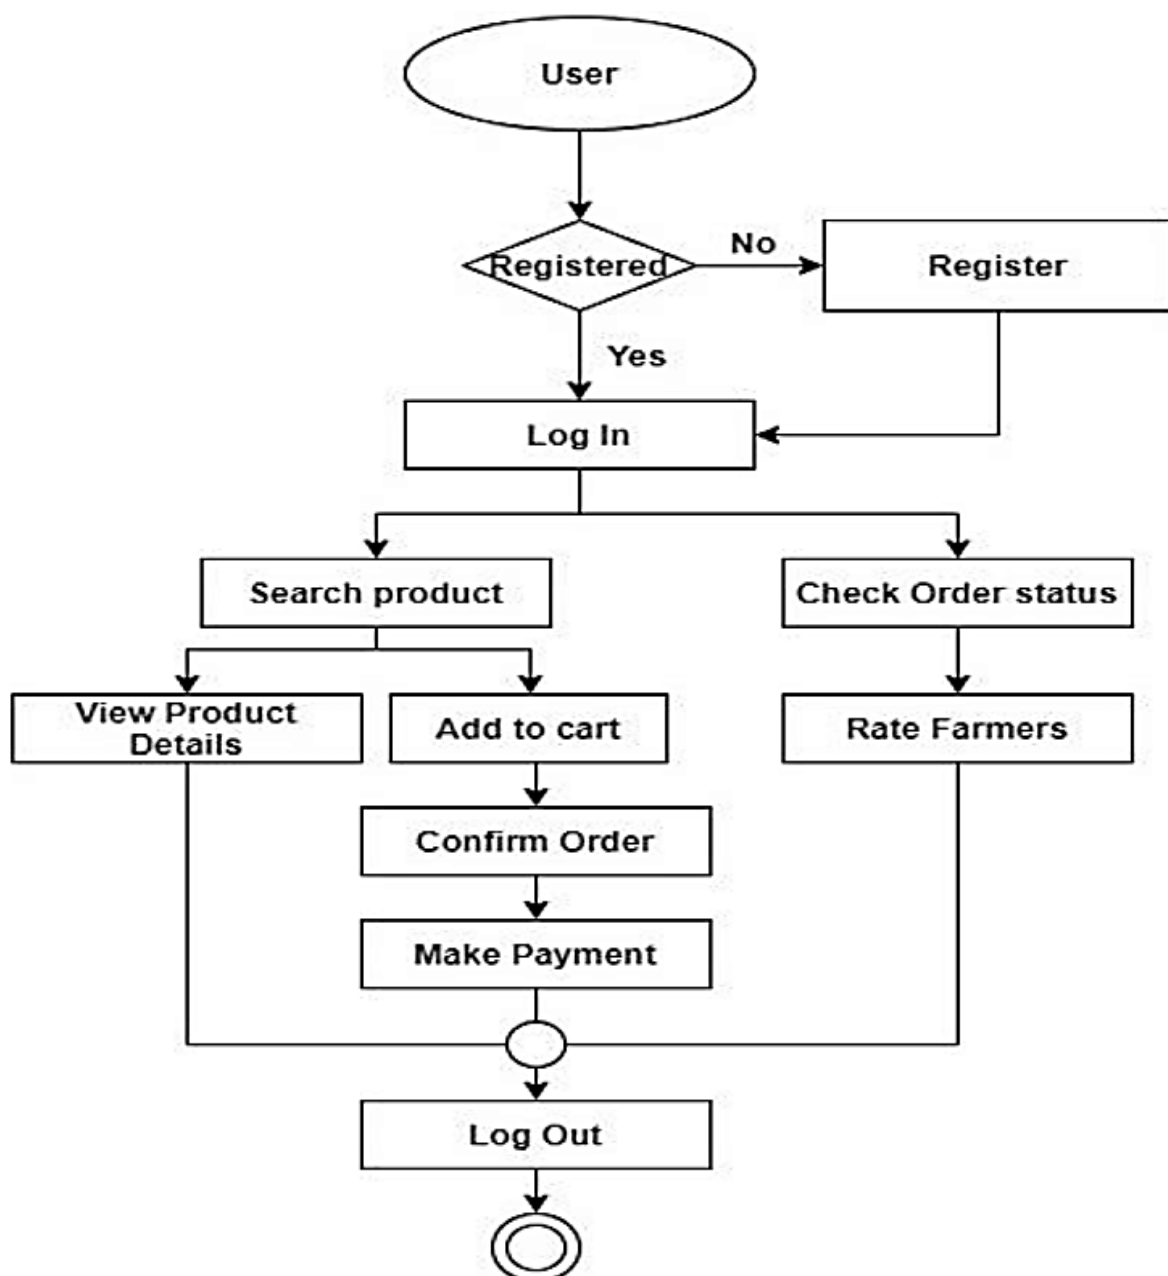 User
Registered
No
Register
Yes
Log In
Search product
Check Order status
View Product
Details
Add to cart
Rate Farmers
Confirm Order
Make Payment
Log Out